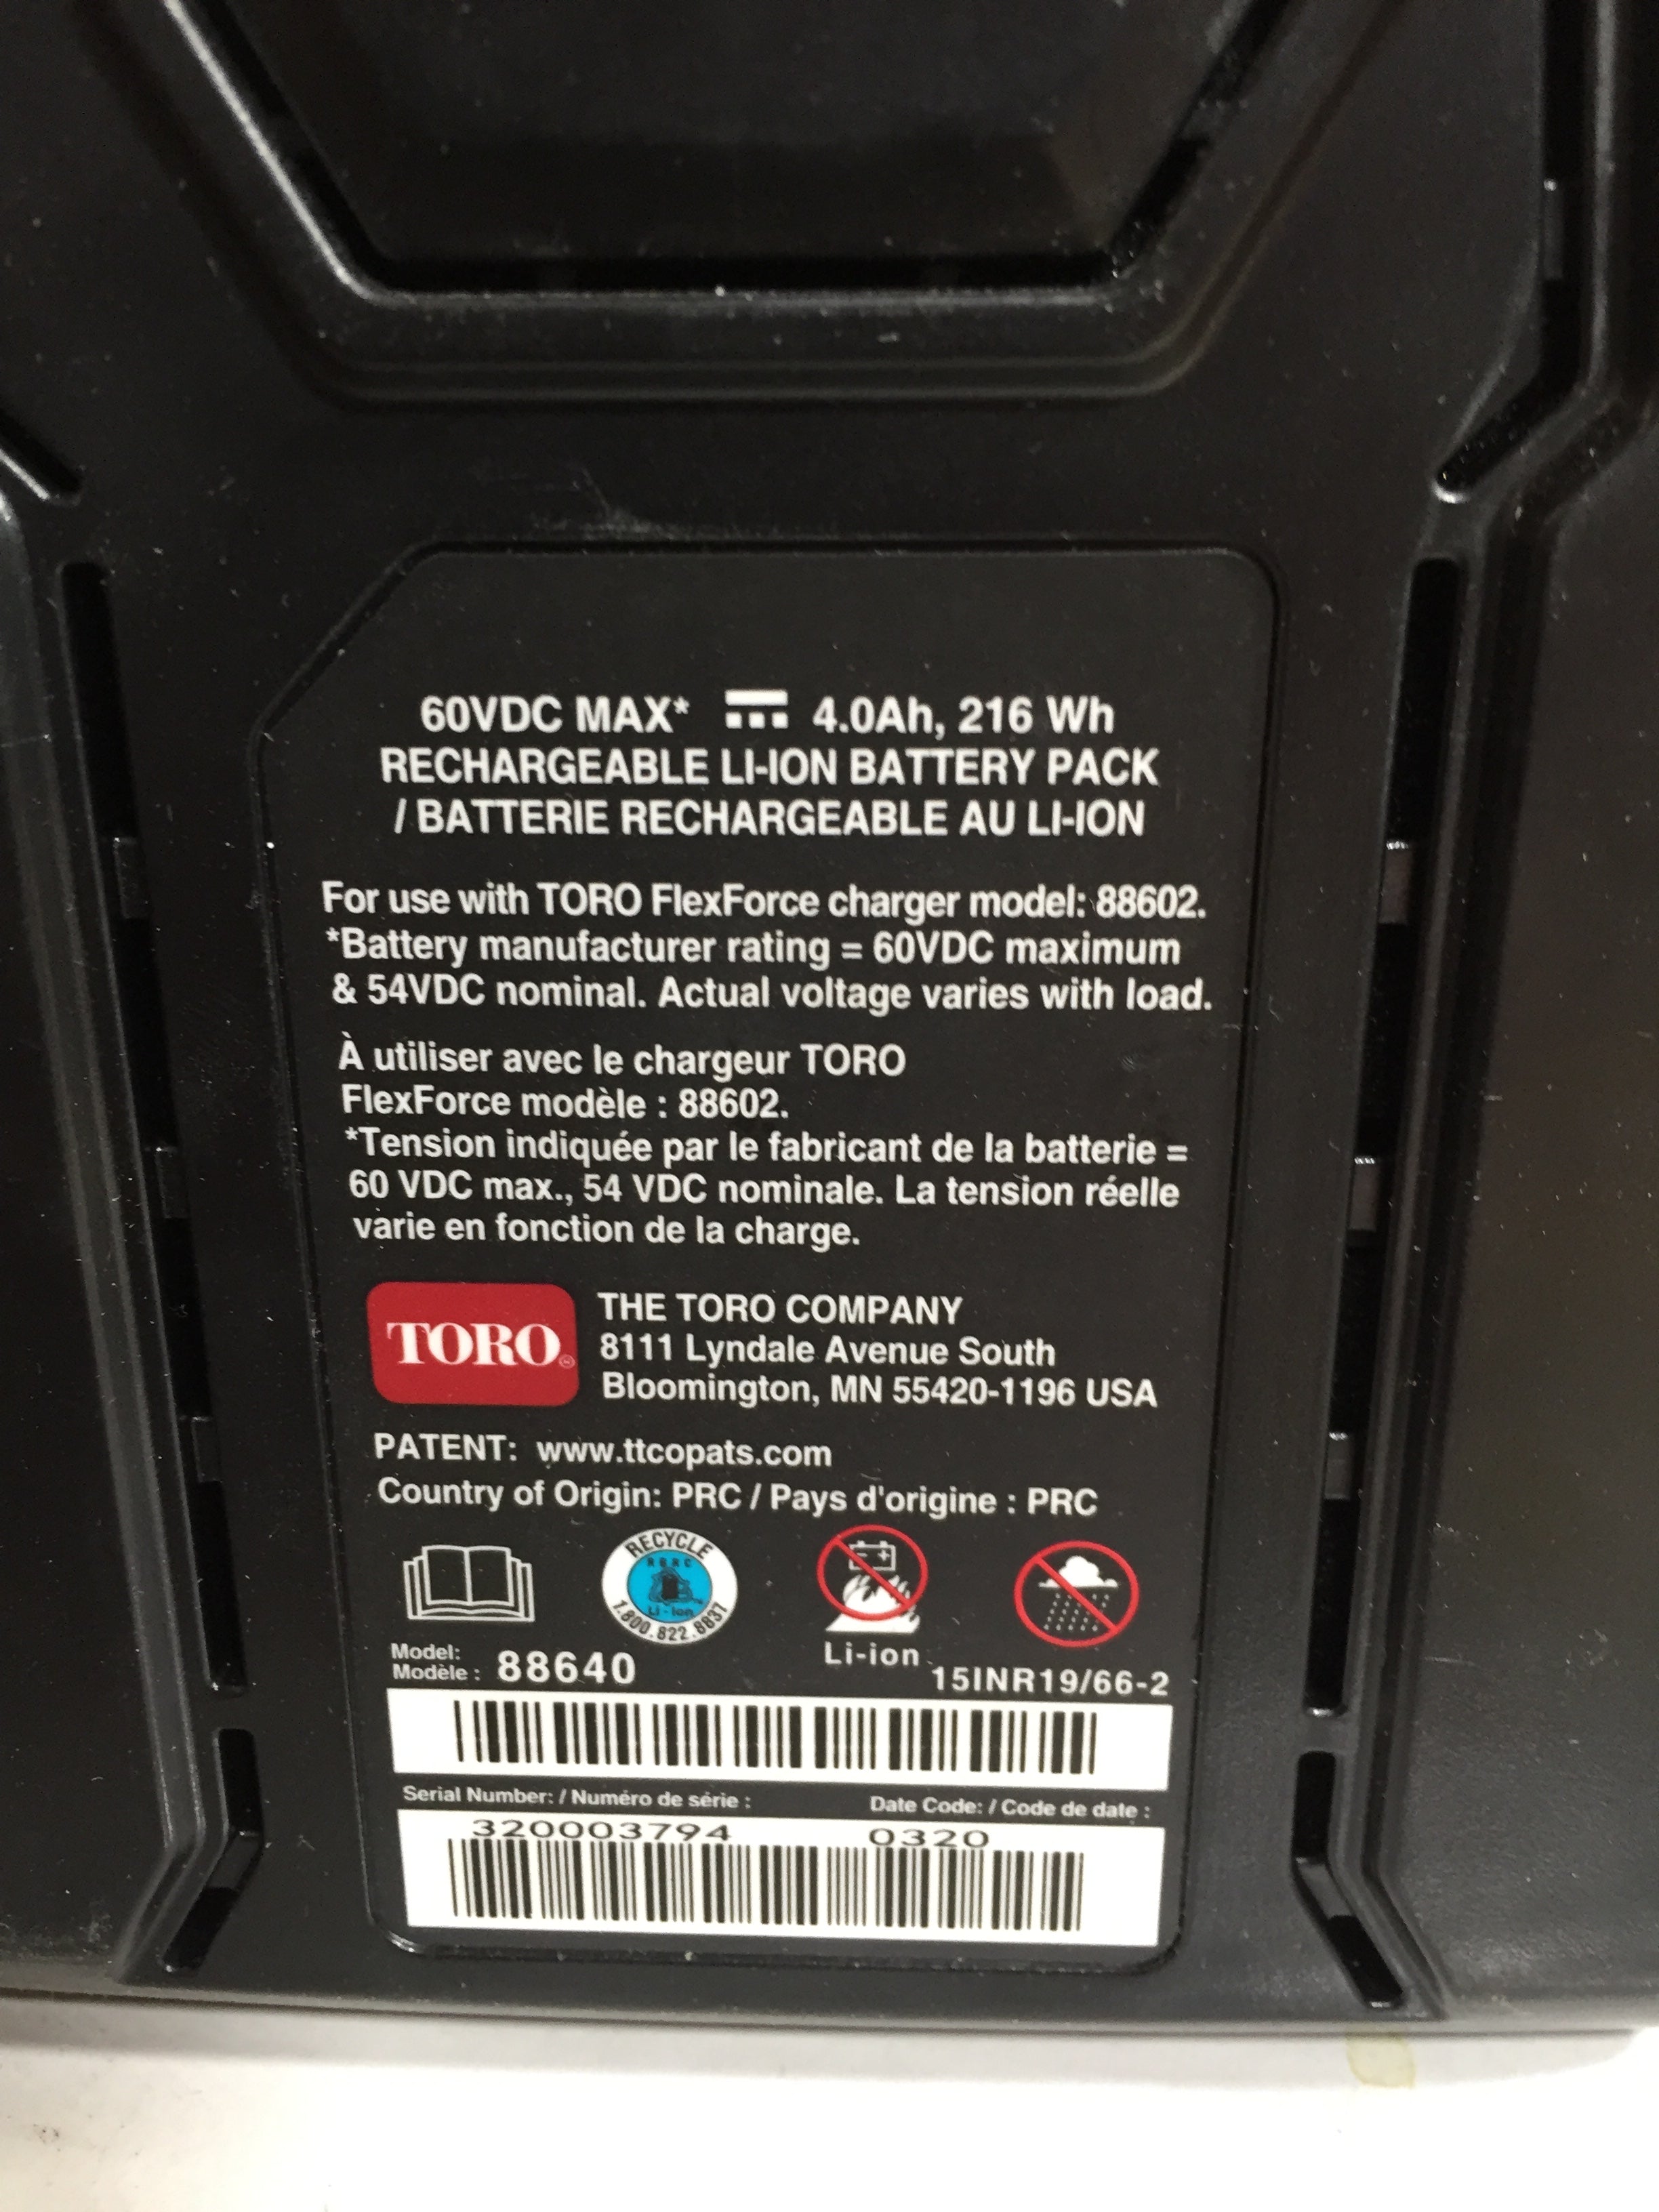 60VDC MAX* 4.0Ah, 216 Wh
RECHARGEABLE LI-ION BATTERY PACK
/ BATTERIE RECHARGEABLE AU LI-ION
For use with TORO FlexForce charger model: 88602.
*Battery manufacturer rating = 60VDC maximum
& 54VDC nominal. Actual voltage varies with load.
À utiliser avec le chargeur TORO
FlexForce modèle : 88602.
*Tension indiquée par le fabricant de la batterie =
60 VDC max., 54 VDC nominale. La tension réelle
varie en fonction de la charge.
TORO®
THE TORO COMPANY
8111 Lyndale Avenue South
Bloomington, MN 55420-1196 USA
PATENT: www.ttcopats.com
Country of Origin: PRC / Pays d'origine : PRC
RECYCLE
RBRC
Li-Ion
1.800.822.8837
Li-ion
Model:
Modèle : 88640
15INR19/66-2
Serial Number: / Numéro de série :
Date Code: / Code de date :
320003794 0320